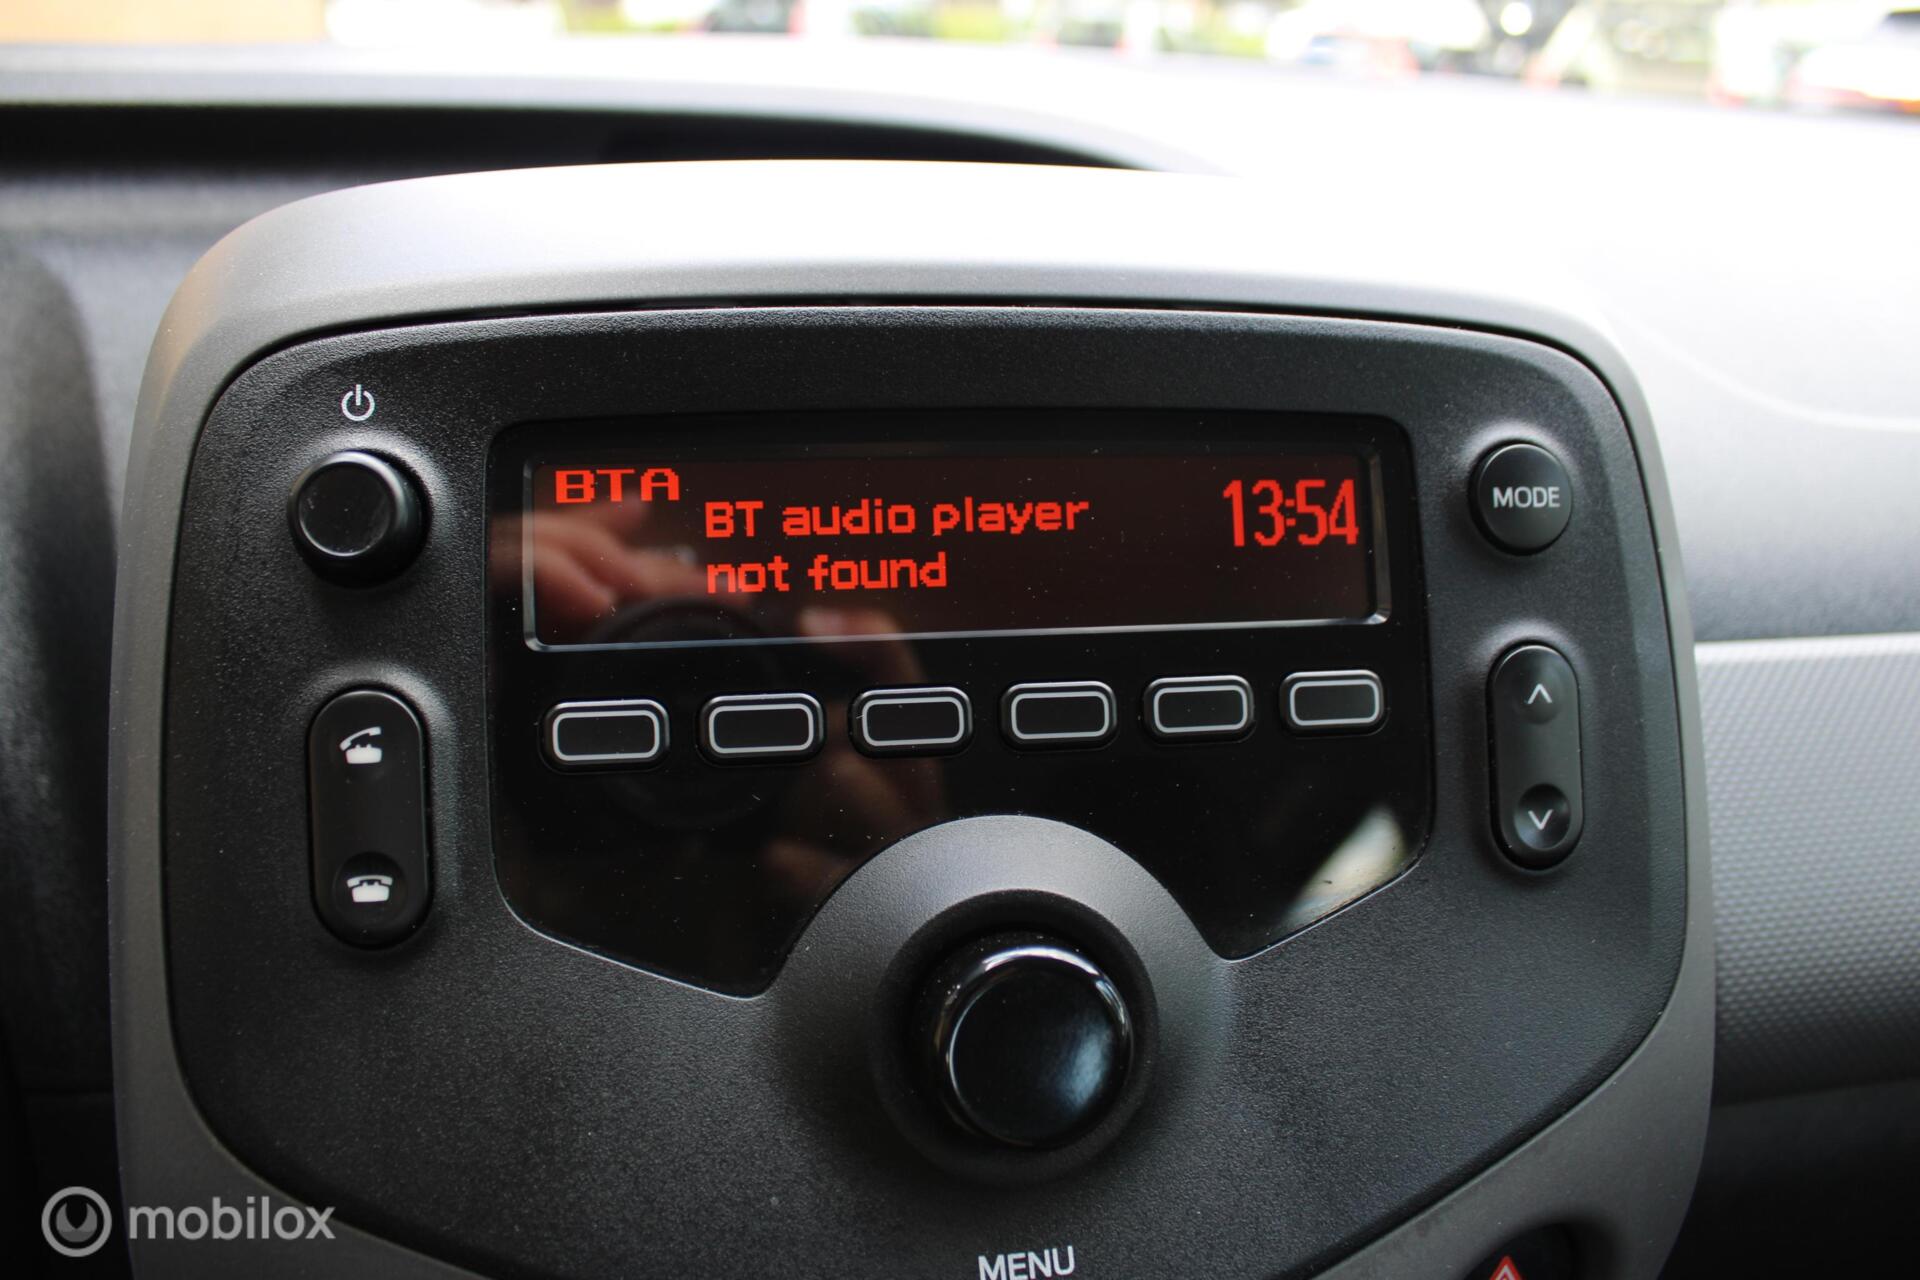 BTA
BT audio player
not found
13:54
MODE
MENU
mobilox